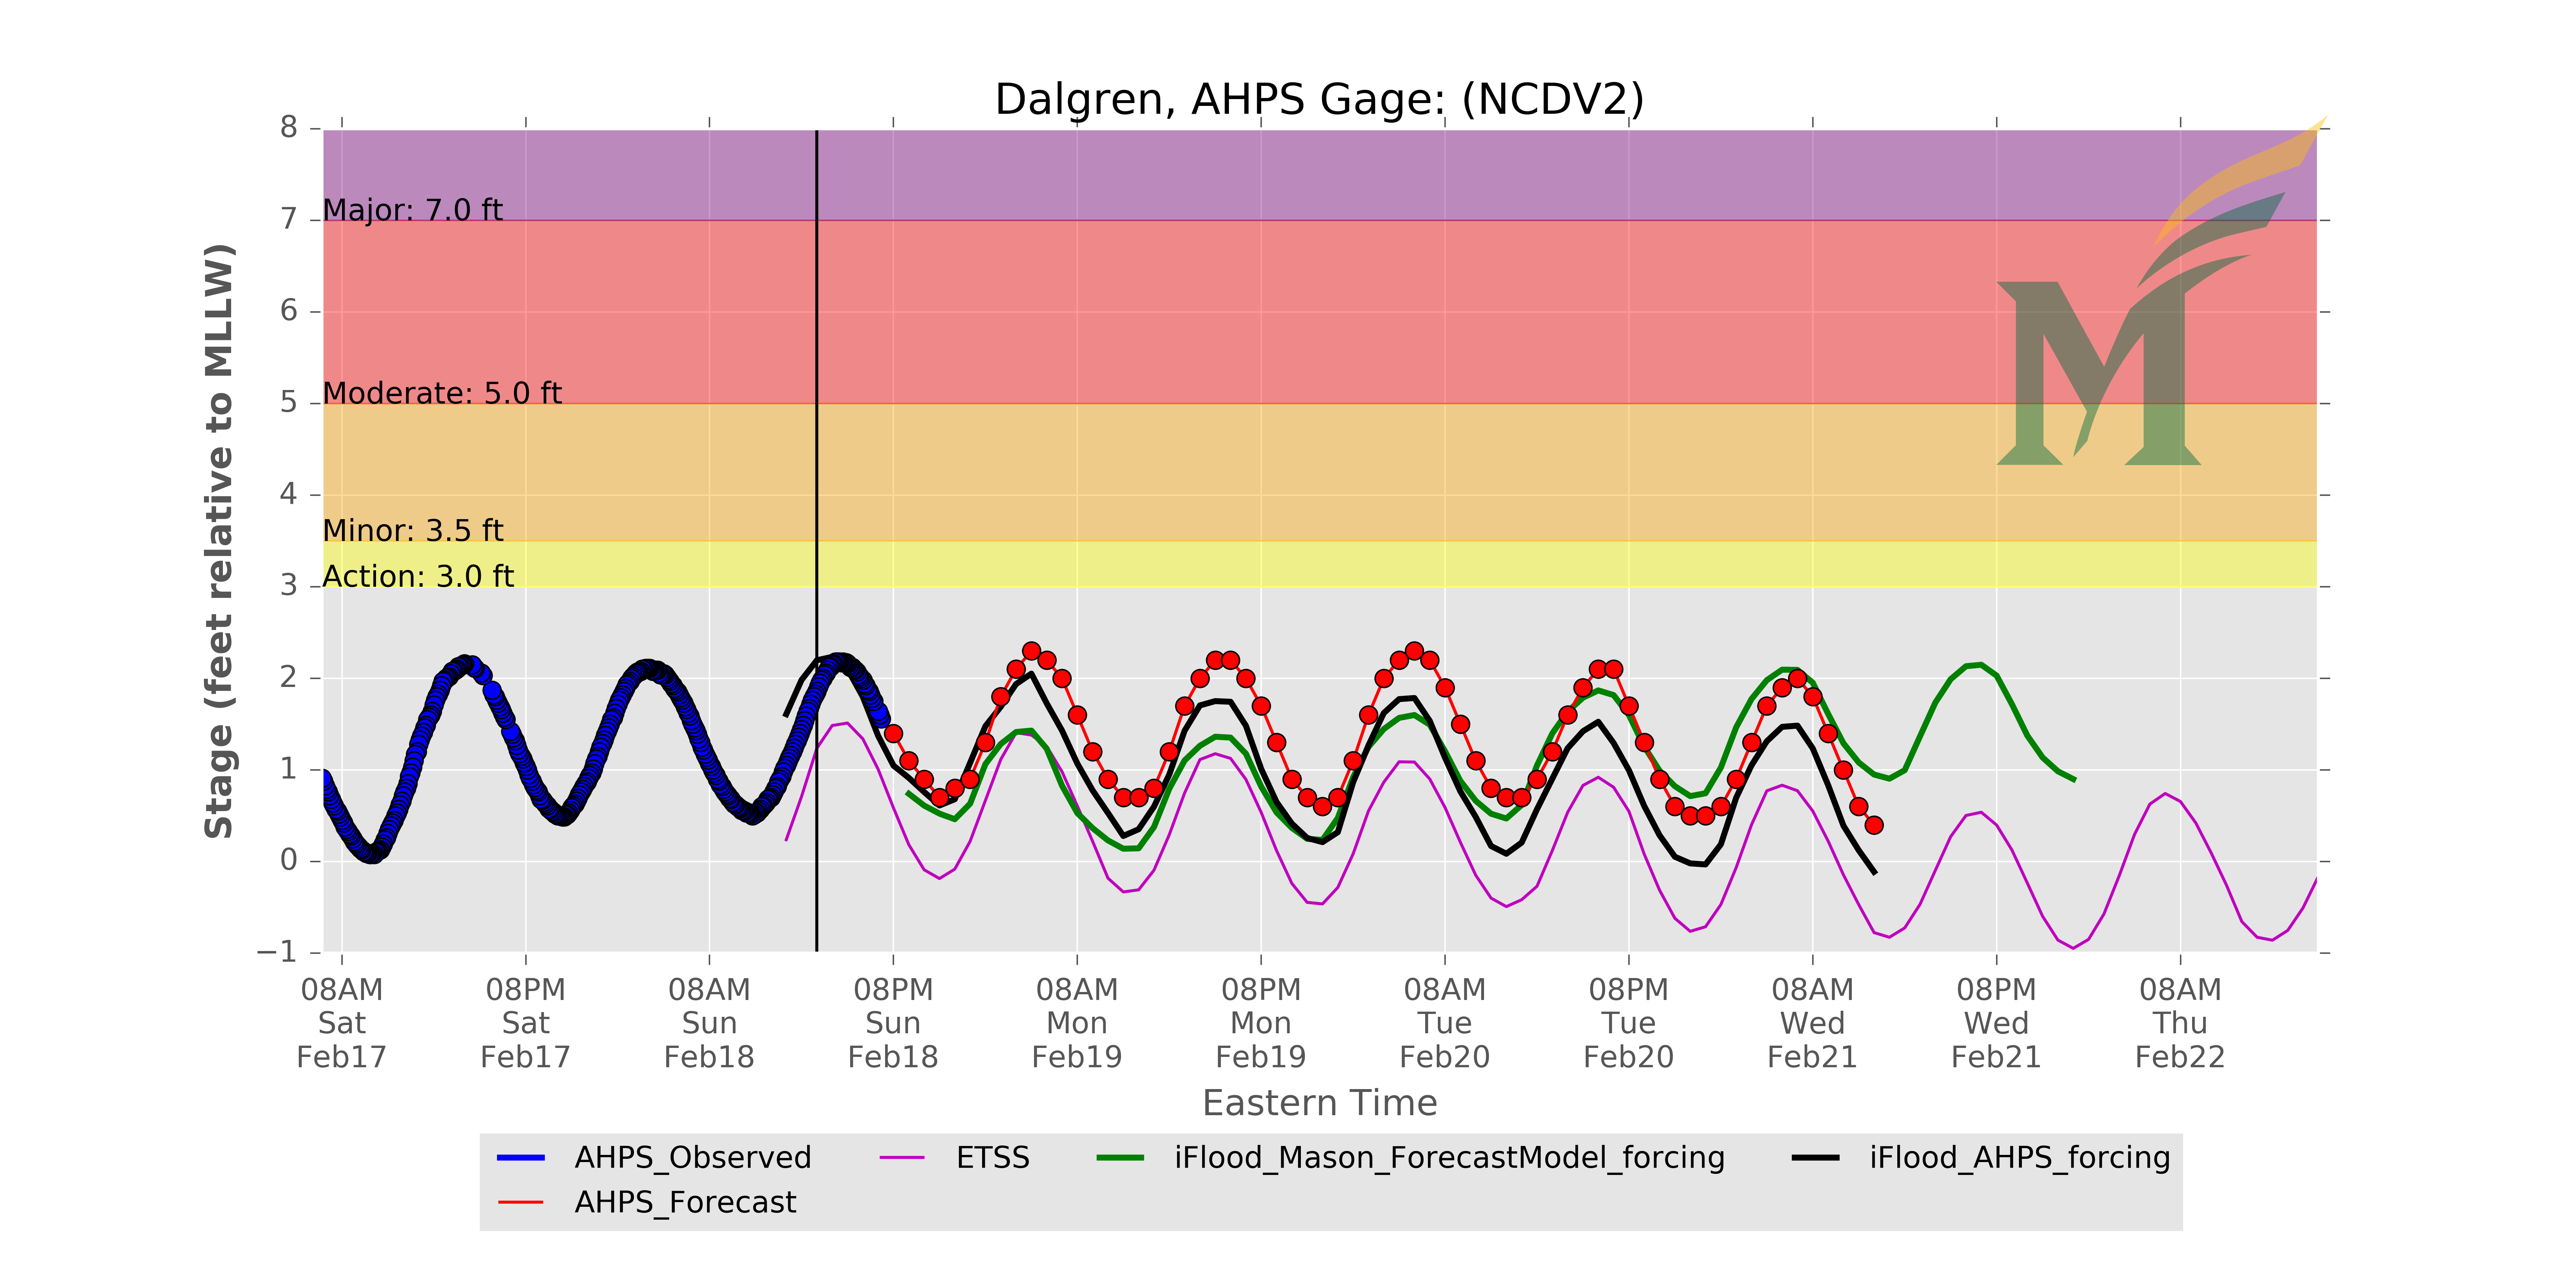 Dalgren, AHPS Gage: (NCDV2)
Stage (feet relative to MLLW)
8
7
6
5
4
3
2
1
0
−1
Major: 7.0 ft
Moderate: 5.0 ft
Minor: 3.5 ft
Action: 3.0 ft
M
08AM 08PM 08AM 08PM 08AM 08PM 08AM 08PM 08AM 08PM 08AM
Sat Sat Sun Sun Mon Mon Tue Tue Wed Wed Thu
Feb17 Feb17 Feb18 Feb18 Feb19 Feb19 Feb20 Feb20 Feb21 Feb21 Feb22
Eastern Time
AHPS_Observed ETSS iFlood_Mason_ForecastModel_forcing iFlood_AHPS_forcing
AHPS_Forecast